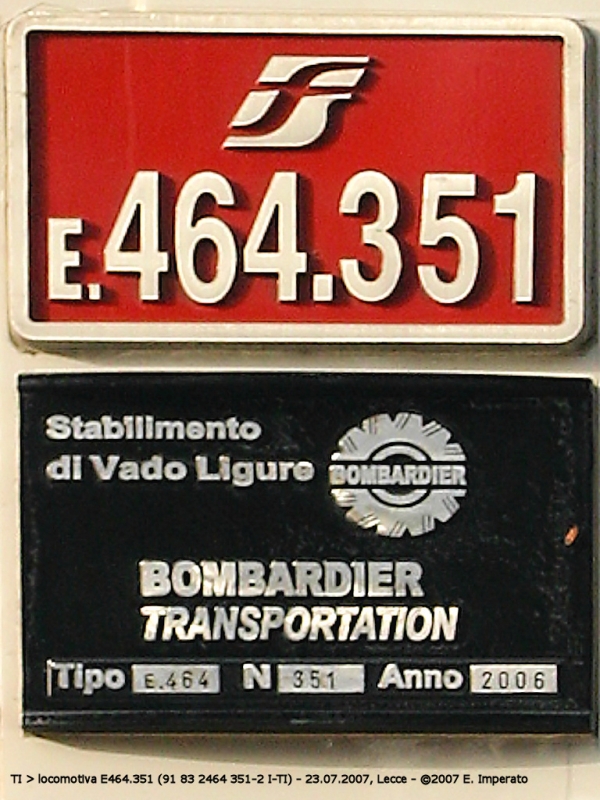 E.464.351
Stabilimento
di Vado Ligure
BOMBARDIER
BOMBARDIER
TRANSPORTATION
Tipo E.464 N 351 Anno 2006
TI > locomotiva E464.351 (91 83 2464 351-2 I-TI) - 23.07.2007, Lecce - ©2007 E. Imperato